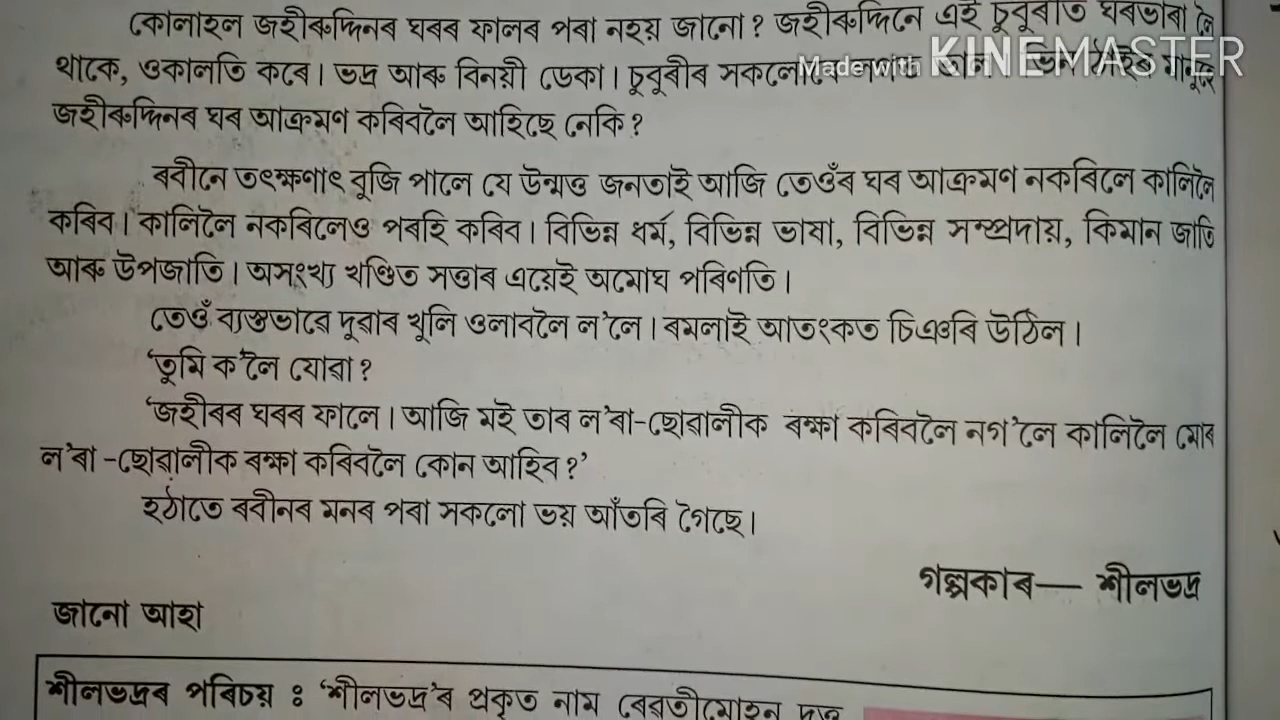 কোলাহল জহীৰুদ্দিনৰ ঘৰৰ ফালৰ পৰা নহয় জানো? জহীৰুদ্দিনে এই চুবুৰীত ঘৰভাৰা লৈ
থাকে, ওকালতি কৰে। ভদ্ৰ আৰু বিনয়ী ডেকা। চুবুৰীৰ
Made with KINEMASTER
জহীৰুদ্দিনৰ ঘৰ আক্ৰমণ কৰিবলৈ আহিছে নেকি?
ৰবীনে তৎক্ষণাৎ বুজি পালে যে উন্মত্ত জনতাই আজি তেওঁৰ ঘৰ আক্ৰমণ নকৰিলে কালিলৈ
কৰিব। কালিলৈ নকৰিলেও পৰহি কৰিব। বিভিন্ন ধৰ্ম, বিভিন্ন ভাষা, বিভিন্ন সম্প্ৰদায়, কিমান জাতি
আৰু উপজাতি। অসংখ্য খণ্ডিত সত্তাৰ এয়েই অমোঘ পৰিণতি।
তেওঁ ব্যস্তভাৱে দুৱাৰ খুলি ওলাবলৈ ল'লে। ৰমলাই আতংকত চিঞৰি উঠিল।
'তুমি ক'লৈ যোৱা?
'জহীৰৰ ঘৰৰ ফালে। আজি মই তাৰ ল'ৰা-ছোৱালীক ৰক্ষা কৰিবলৈ নগ'লে কালিলৈ মোৰ
ল'ৰা -ছোৱালীক ৰক্ষা কৰিবলৈ কোন আহিব?'
হঠাতে ৰবীনৰ মনৰ পৰা সকলো ভয় আঁতৰি গৈছে।
গল্পকাৰ— শীলভদ্ৰ
জানো আহা
শীলভদ্ৰৰ পৰিচয় : 'শীলভদ্ৰ'ৰ প্ৰকৃত নাম ৰেৱতীমোহন দত্ত